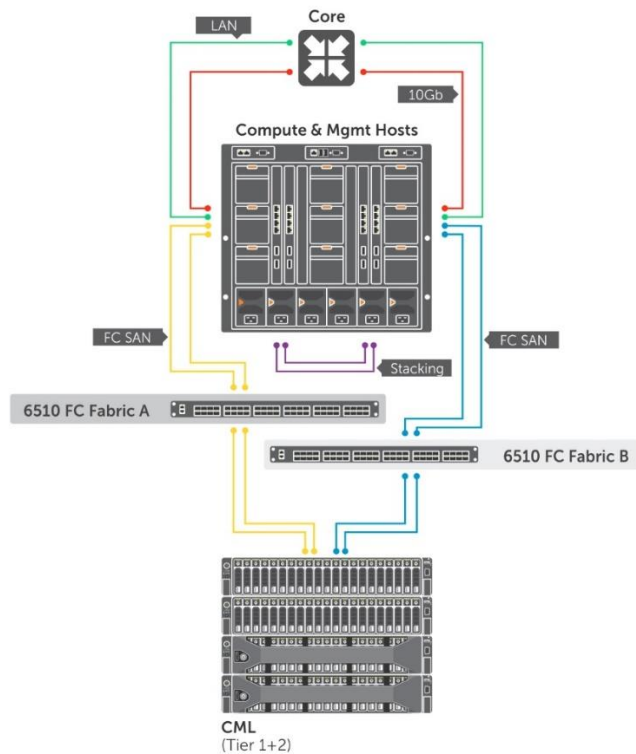 Core
LAN
10Gb
Compute & Mgmt Hosts
FC SAN
FC SAN
Stacking
6510 FC Fabric A
6510 FC Fabric B
CML
(Tier 1+2)